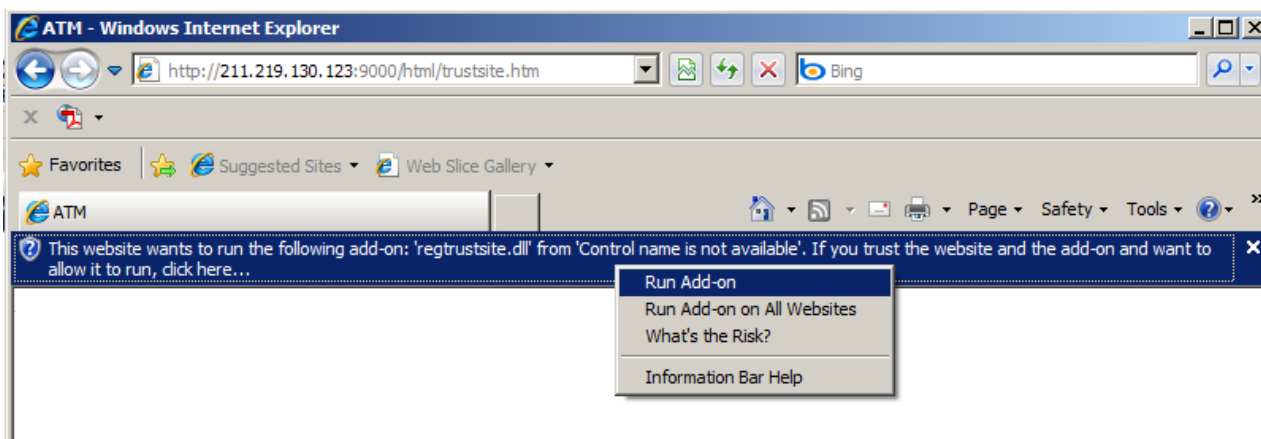 ATM - Windows Internet Explorer
http://211.219.130.123:9000/html/trustsite.htm
Bing
Favorites
Suggested Sites
Web Slice Gallery
ATM
Page
Safety
Tools
This website wants to run the following add-on: 'regtrustsite.dll' from 'Control name is not available'. If you trust the website and the add-on and want to
allow it to run, click here...
Run Add-on
Run Add-on on All Websites
What's the Risk?
Information Bar Help